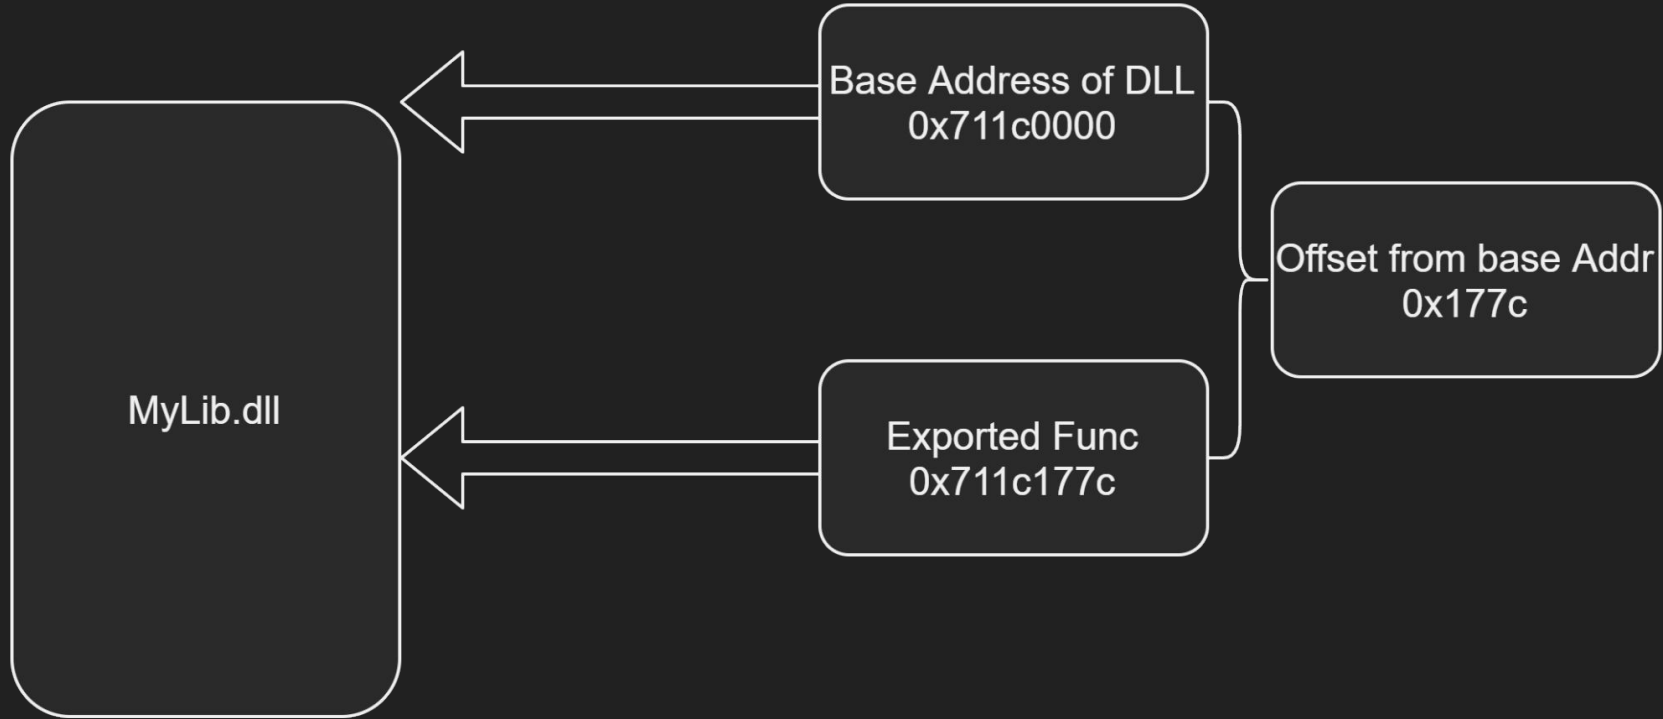 Base Address of DLL
0x711c0000
Offset from base Addr
0x177c
MyLib.dll
Exported Func
0x711c177c